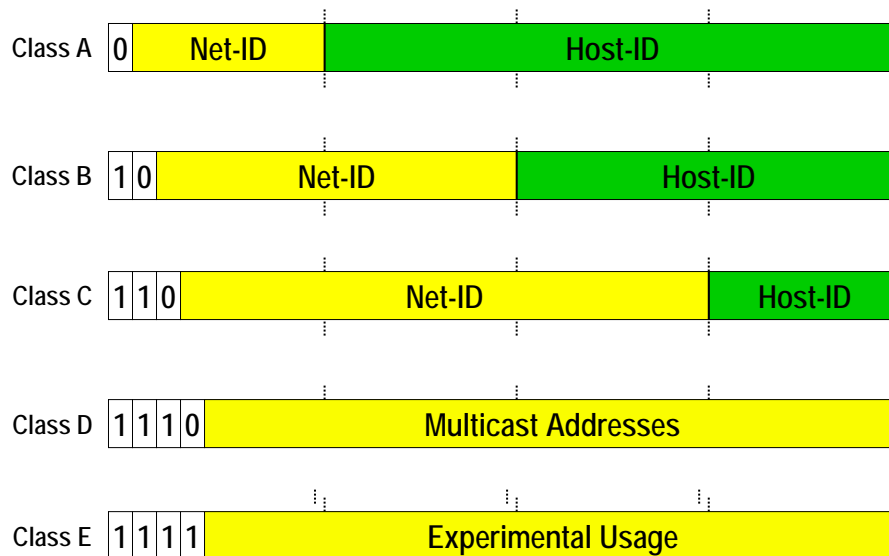 Class A 0 Net-ID Host-ID
Class B 1 0 Net-ID Host-ID
Class C 1 1 0 Net-ID Host-ID
Class D 1 1 1 0 Multicast Addresses
Class E 1 1 1 1 Experimental Usage